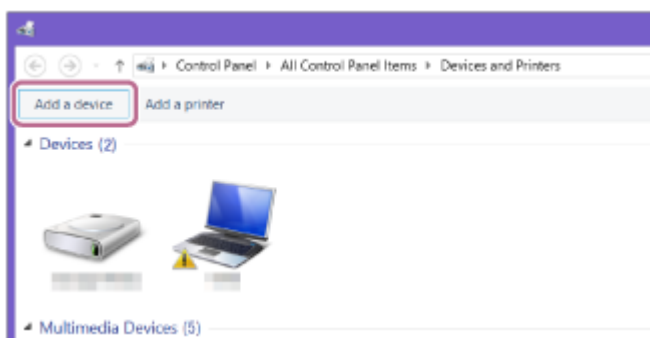 Control Panel All Control Panel Items Devices and Printers
Add a device Add a printer
Devices (2)
Multimedia Devices (5)